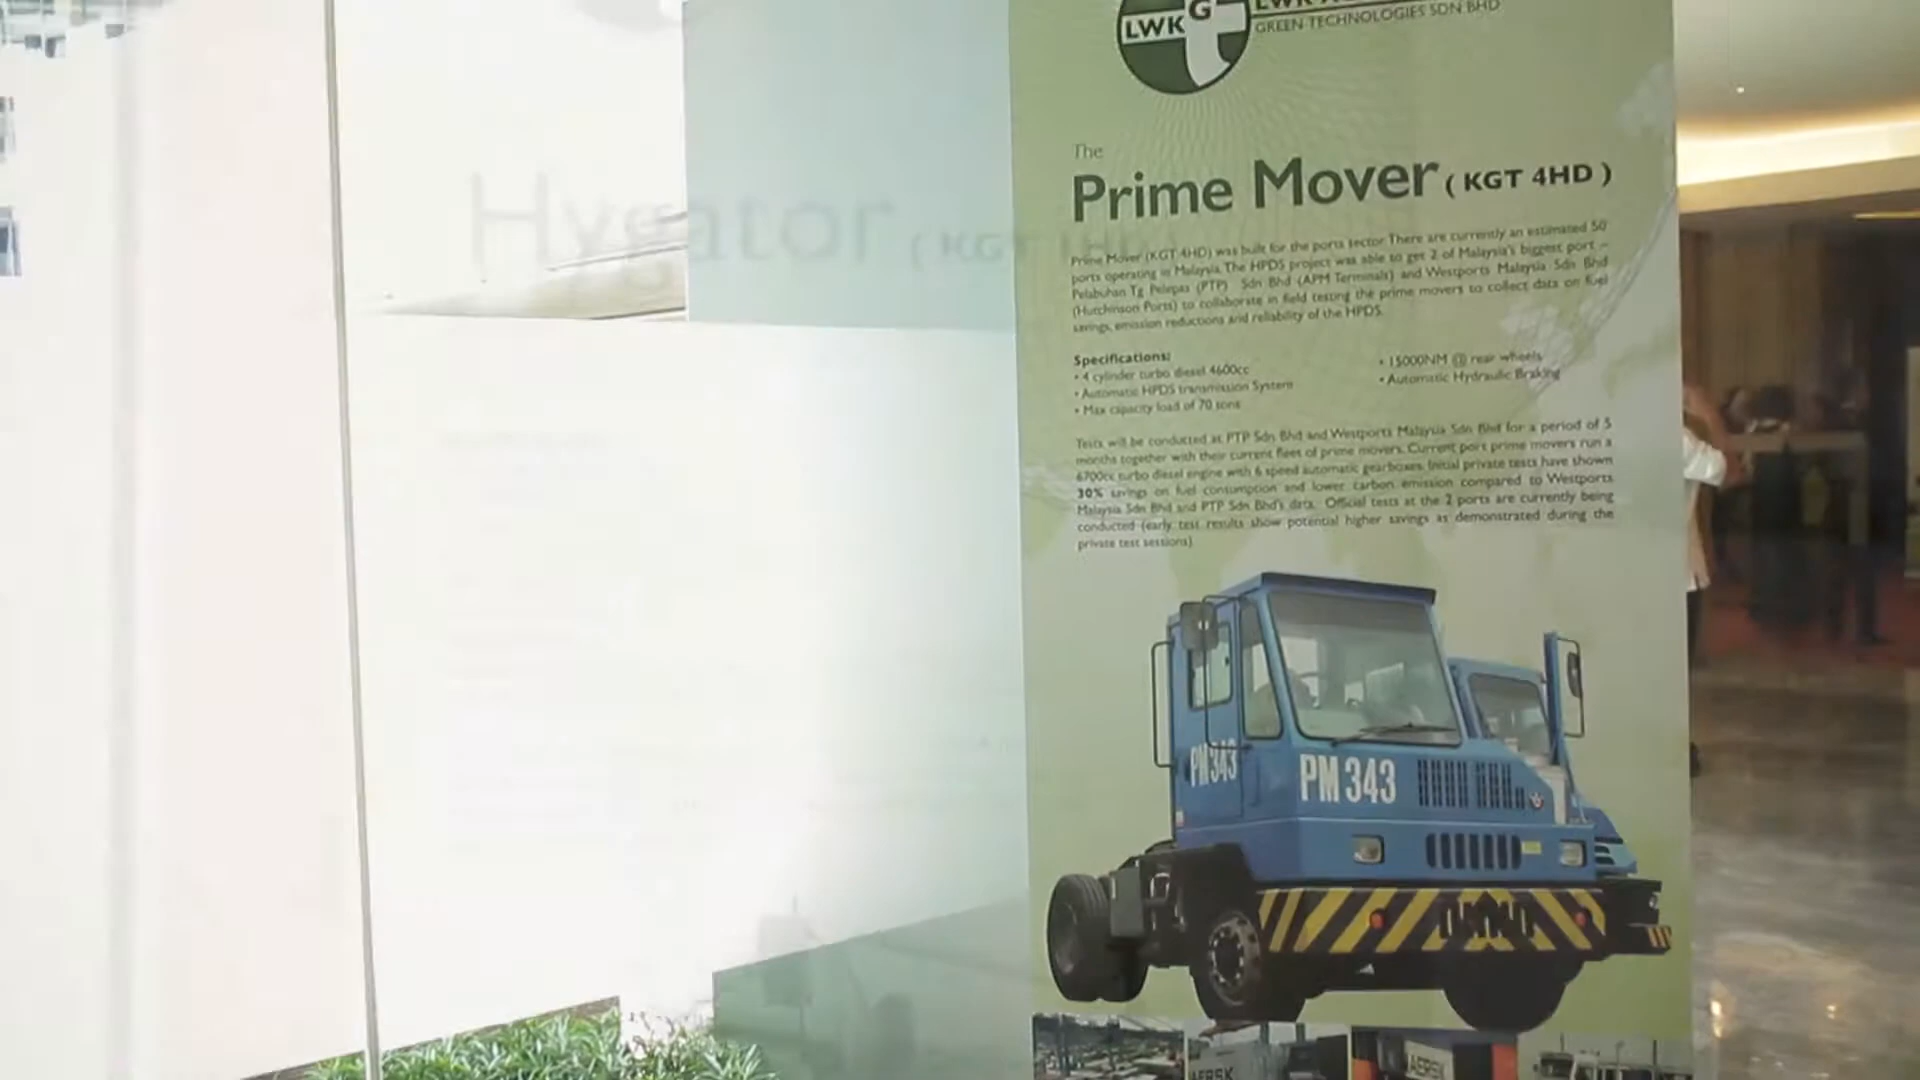 LWK G
GREEN TECHNOLOGIES SDN BHD
The
Prime Mover ( KGT 4HD )
Hygator ( KGT 1HD )
Prime Mover (KGT 4HD) was built for the ports sector. There are currently an estimated 50
ports operating in Malaysia. The HPDS project was able to get 2 of Malaysia's biggest port –
Pelabuhan Tg Pelepas (PTP) Sdn Bhd (APM Terminals) and Westports Malaysia Sdn Bhd
(Hutchinson Ports) to collaborate in field testing the prime movers to collect data on fuel
savings, emission reductions and reliability of the HPDS.
Specifications:
• 4 cylinder turbo diesel 4600cc
• Automatic HPDS transmission System
• Max capacity load of 70 tons
• 15000NM @ rear wheels
• Automatic Hydraulic Braking
Tests will be conducted at PTP Sdn Bhd and Westports Malaysia Sdn Bhd for a period of 5
months together with their current fleet of prime movers. Current port prime movers run a
6700cc turbo diesel engine with 6 speed automatic gearboxes. Initial private tests have shown
30% savings on fuel consumption and lower carbon emission compared to Westports
Malaysia Sdn Bhd and PTP Sdn Bhd's data. Official tests at the 2 ports are currently being
conducted (early test results show potential higher savings as demonstrated during the
private test sessions)
PM343
PM 343